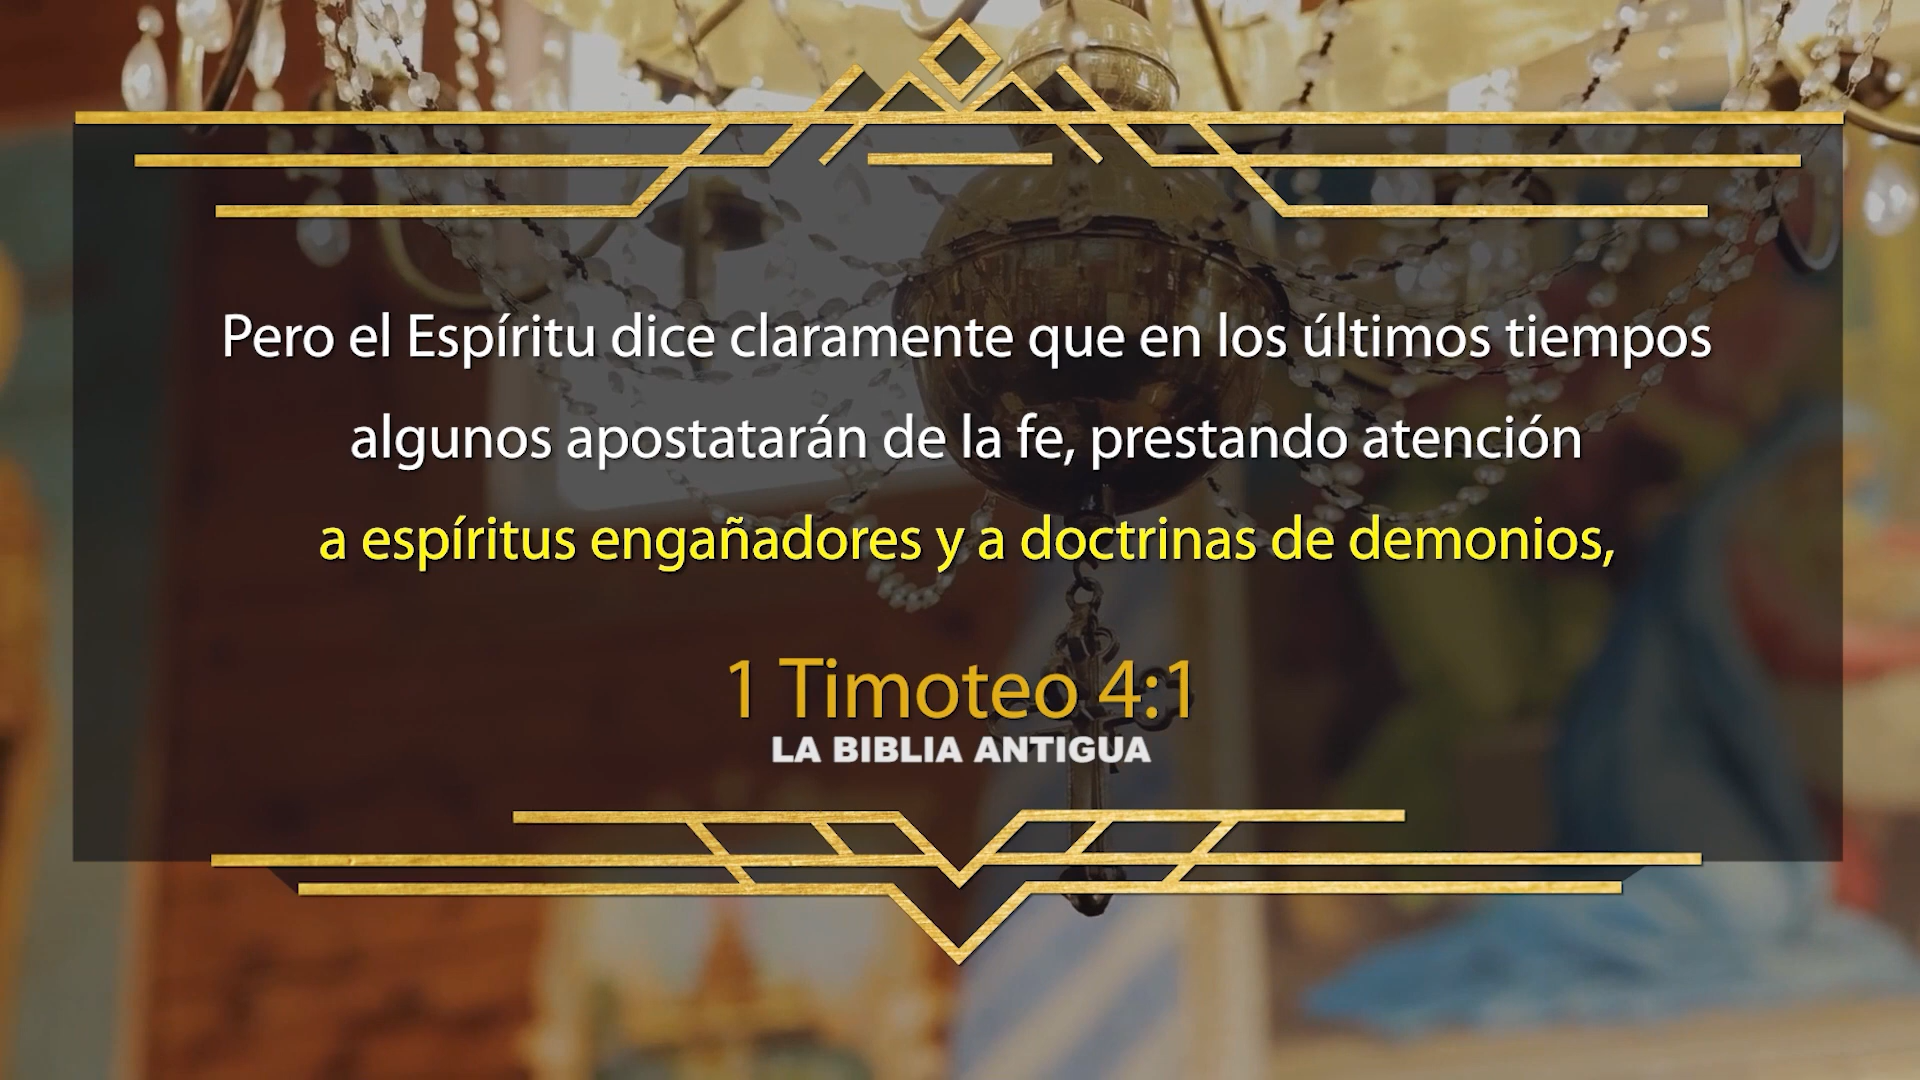 Pero el Espíritu dice claramente que en los últimos tiempos
algunos apostatarán de la fe, prestando atención
a espíritus engañadores y a doctrinas de demonios,
1 Timoteo 4:1
LA BIBLIA ANTIGUA